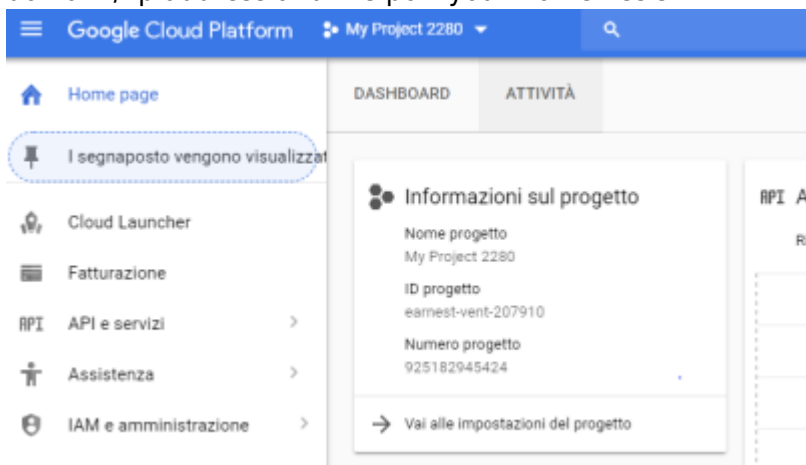 Google Cloud Platform
My Project 2280
Home page
DASHBOARD
ATTIVITÀ
I segnaposto vengono visualizzat
Cloud Launcher
Fatturazione
API e servizi
Assistenza
IAM e amministrazione
Informazioni sul progetto
Nome progetto
My Project 2280
ID progetto
earnest-vent-207910
Numero progetto
925182945424
Vai alle impostazioni del progetto
API A